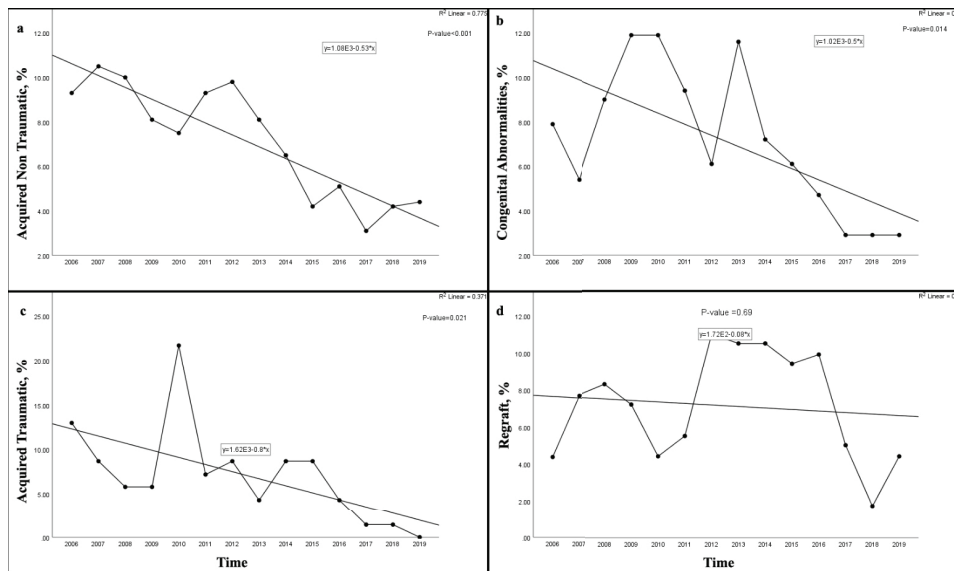 a
R² Linear = 0.775
P-value<0.001
y=1.08E3-0.53*x
Acquired Non Traumatic, %
12.00
10.00
8.00
6.00
4.00
2.00
2006 2007 2008 2009 2010 2011 2012 2013 2014 2015 2016 2017 2018 2019
b
R² Linear = 0.
P-value=0.014
y=1.02E3-0.5*x
Congenital Abnormalities, %
12.00
10.00
8.00
6.00
4.00
2.00
2006 2007 2008 2009 2010 2011 2012 2013 2014 2015 2016 2017 2018 2019
c
R² Linear = 0.371
P-value=0.021
y=1.62E3-0.8*x
Acquired Traumatic, %
25.00
20.00
15.00
10.00
5.00
.00
2006 2007 2008 2009 2010 2011 2012 2013 2014 2015 2016 2017 2018 2019
Time
d
R² Linear = 0.
P-value =0.69
y=1.72E2-0.08*x
Regraft, %
12.00
10.00
8.00
6.00
4.00
2.00
.00
2006 2007 2008 2009 2010 2011 2012 2013 2014 2015 2016 2017 2018 2019
Time